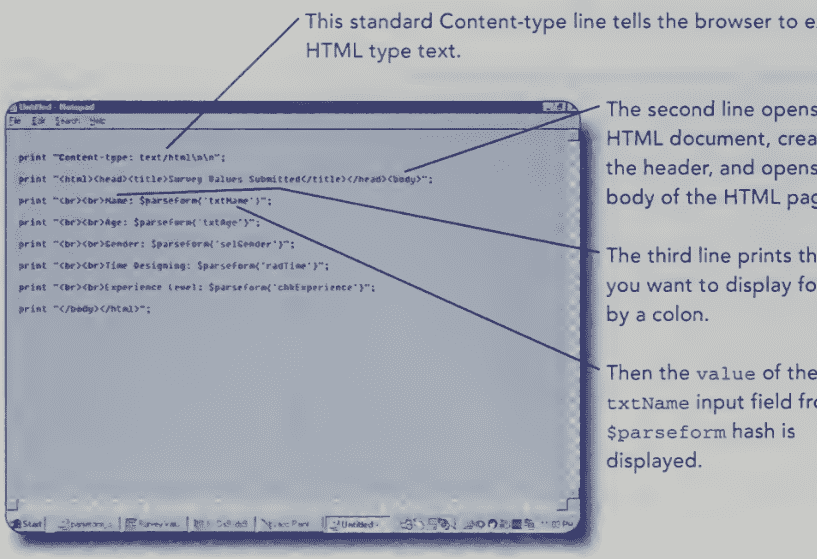 This standard Content-type line tells the browser to e
HTML type text.
Untitled - Notepad
File Edit Search Help
print "Content-type: text/html\n\n";
print "<html><head><title>Survey Values Submitted</title></head><body>";
print "<br><br>Name: $parseform{'txtName'}";
print "<br><br>Age: $parseform{'txtAge'}";
print "<br><br>Gender: $parseform{'selGender'}";
print "<br><br>Time Designing: $parseform{'radTime'}";
print "<br><br>Experience Level: $parseform{'chkExperience'}";
print "</body></html>";
The second line opens
HTML document, crea
the header, and opens
body of the HTML pag
The third line prints th
you want to display fo
by a colon.
Then the value of the
txtName input field fro
$parseform hash is
displayed.
Start
Untitled -
11:03 PM